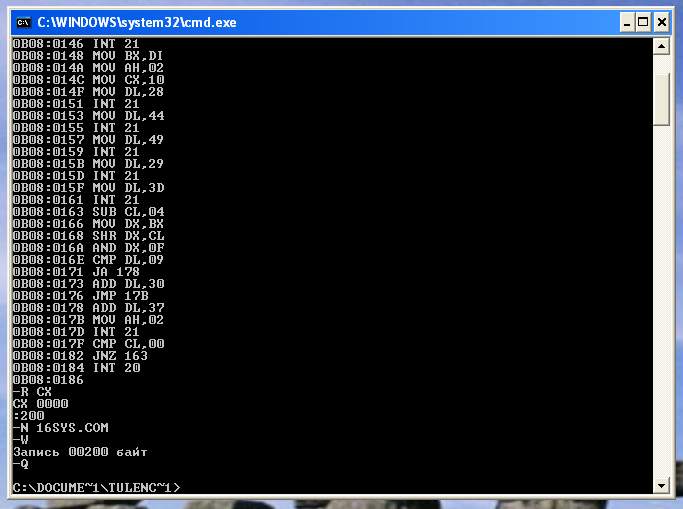 C:\WINDOWS\system32\cmd.exe
0B08:0146 INT 21
0B08:0148 MOV BX,DI
0B08:014A MOV AH,02
0B08:014C MOV CX,10
0B08:014F MOV DL,28
0B08:0151 INT 21
0B08:0153 MOV DL,44
0B08:0155 INT 21
0B08:0157 MOV DL,49
0B08:0159 INT 21
0B08:015B MOV DL,29
0B08:015D INT 21
0B08:015F MOV DL,3D
0B08:0161 INT 21
0B08:0163 SUB CL,04
0B08:0166 MOV DX,BX
0B08:0168 SHR DX,CL
0B08:016A AND DX,0F
0B08:016E CMP DL,09
0B08:0171 JA 178
0B08:0173 ADD DL,30
0B08:0176 JMP 17B
0B08:0178 ADD DL,37
0B08:017B MOV AH,02
0B08:017D INT 21
0B08:017F CMP CL,00
0B08:0182 JNZ 163
0B08:0184 INT 20
0B08:0186
-R CX
CX 0000
:200
-N 16SYS.COM
-W
Запись 00200 байт
-Q
C:\DOCUME~1\TULENC~1>